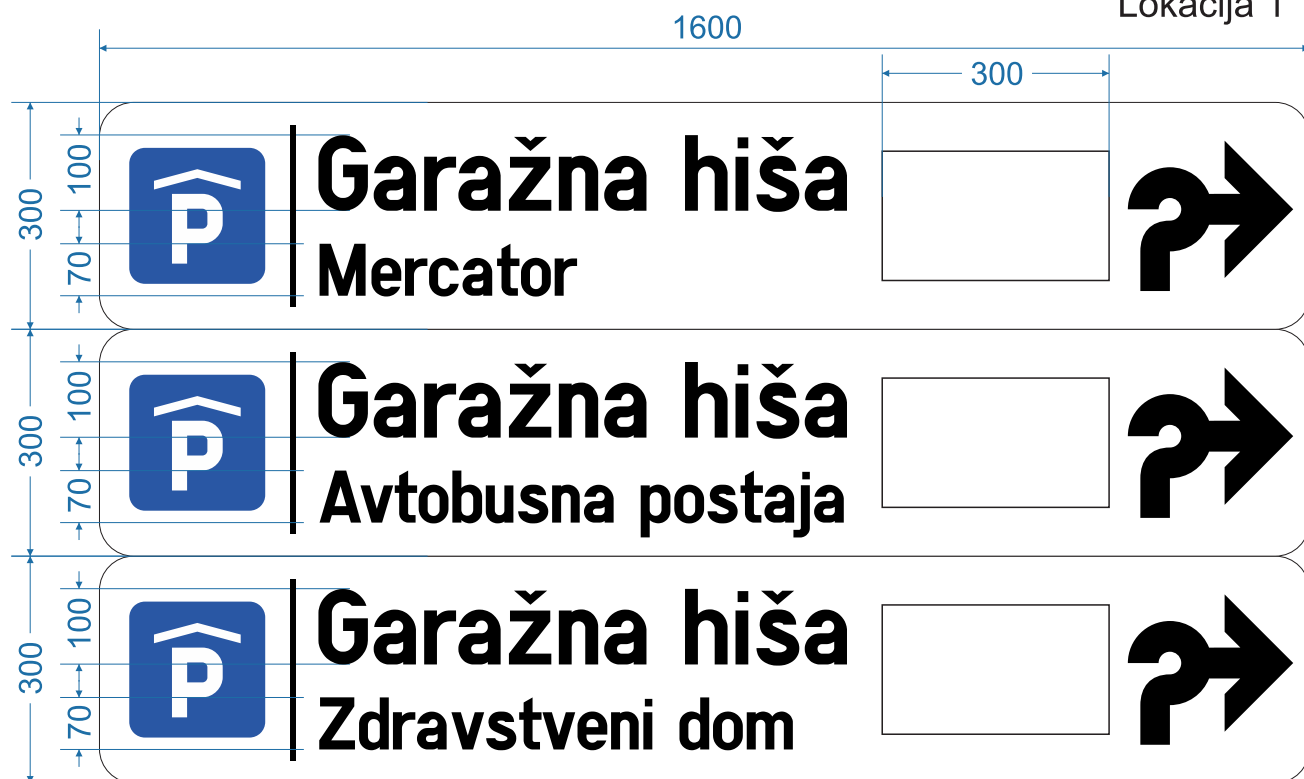 Lokacija 1
1600
300
300
100
70
P
Garažna hiša
Mercator
300
100
70
P
Garažna hiša
Avtobusna postaja
300
100
70
P
Garažna hiša
Zdravstveni dom